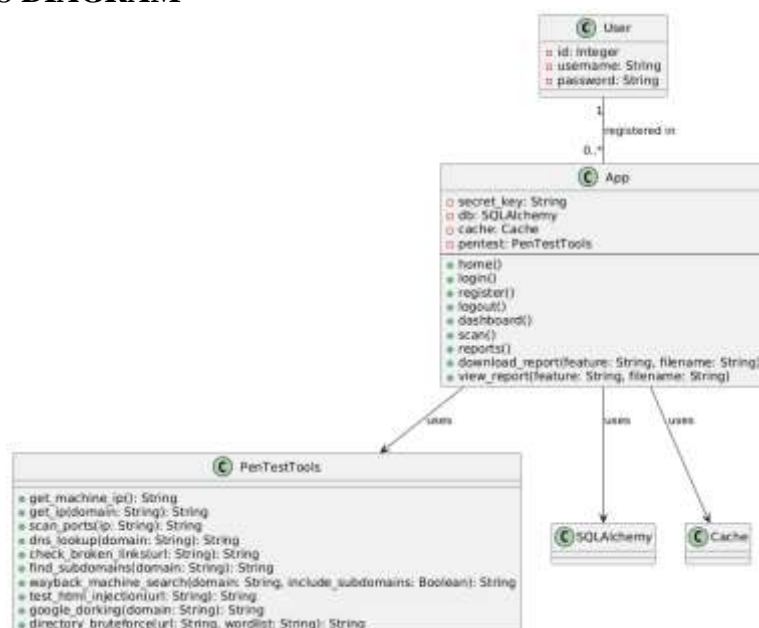 DIAGRAM
C User
id: Integer
username: String
password: String
1
registered in
0..*
C App
secret_key: String
db: SQLAlchemy
cache: Cache
pentest: PenTestTools
home()
login()
register()
logout()
dashboard()
scan()
reports()
download_report(feature: String, filename: String)
view_report(feature: String, filename: String)
uses
uses
uses
C PenTestTools
get_machine_ip(): String
get_ip(domain: String): String
scan_ports(ip: String): String
dns_lookup(domain: String): String
check_broken_links(url: String): String
find_subdomains(domain: String): String
wayback_machine_search(domain: String, include_subdomains: Boolean): String
test_html_injection(url: String): String
google_dorking(domain: String): String
directory_bruteforce(url: String, wordlist: String): String
C SQLAlchemy
C Cache